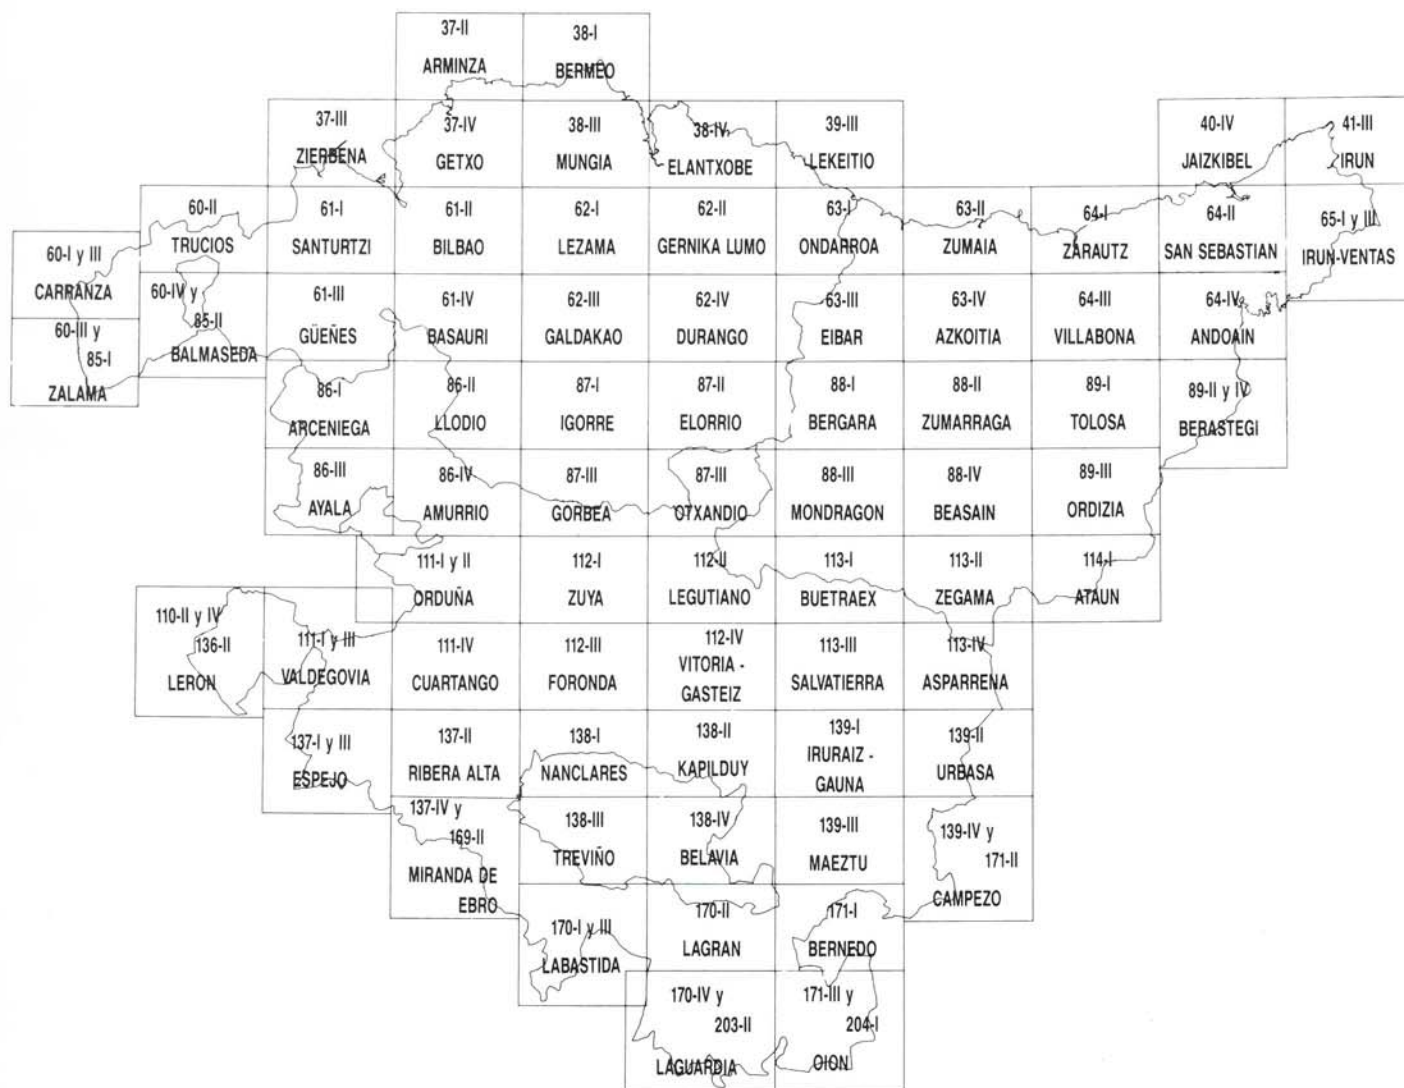 37-II
ARMINZA
38-I
BERMEO
37-III
ZIERBENA
37-IV
GETXO
38-III
MUNGIA
38-IV
ELANTXOBE
39-III
LEKEITIO
40-IV
JAIZKIBEL
41-III
IRUN
60-I y III
CARRANZA
60-II
TRUCIOS
61-I
SANTURTZI
61-II
BILBAO
62-I
LEZAMA
62-II
GERNIKA LUMO
63-I
ONDARROA
63-II
ZUMAIA
64-I
ZARAUTZ
64-II
SAN SEBASTIAN
65-I y III
IRUN-VENTAS
60-III y
85-I
ZALAMA
60-IV y
85-II
BALMASEDA
61-III
GÜEÑES
61-IV
BASAURI
62-III
GALDAKAO
62-IV
DURANGO
63-III
EIBAR
63-IV
AZKOITIA
64-III
VILLABONA
64-IV
ANDOAIN
86-I
ARCENIEGA
86-II
LLODIO
87-I
IGORRE
87-II
ELORRIO
88-I
BERGARA
88-II
ZUMARRAGA
89-I
TOLOSA
89-II y IV
BERASTEGI
86-III
AYALA
86-IV
AMURRIO
87-III
GORBEA
87-III
OTXANDIO
88-III
MONDRAGON
88-IV
BEASAIN
89-III
ORDIZIA
111-I y II
ORDUÑA
112-I
ZUYA
112-II
LEGUTIANO
113-I
BUETRAEX
113-II
ZEGAMA
114-I
ATAUN
110-II y IV
136-II
LERON
111-I y III
VALDEGOVIA
111-IV
CUARTANGO
112-III
FORONDA
112-IV
VITORIA -
GASTEIZ
113-III
SALVATIERRA
113-IV
ASPARRENA
137-I y III
ESPEJO
137-II
RIBERA ALTA
138-I
NANCLARES
138-II
KAPILDUY
139-I
IRURAIZ -
GAUNA
139-II
URBASA
137-IV y
169-II
MIRANDA DE
EBRO
138-III
TREVIÑO
138-IV
BELAVIA
139-III
MAEZTU
139-IV y
171-II
CAMPEZO
170-I y III
LABASTIDA
170-II
LAGRAN
171-I
BERNEDO
170-IV y
203-II
LAGUARDIA
171-III y
204-I
OION